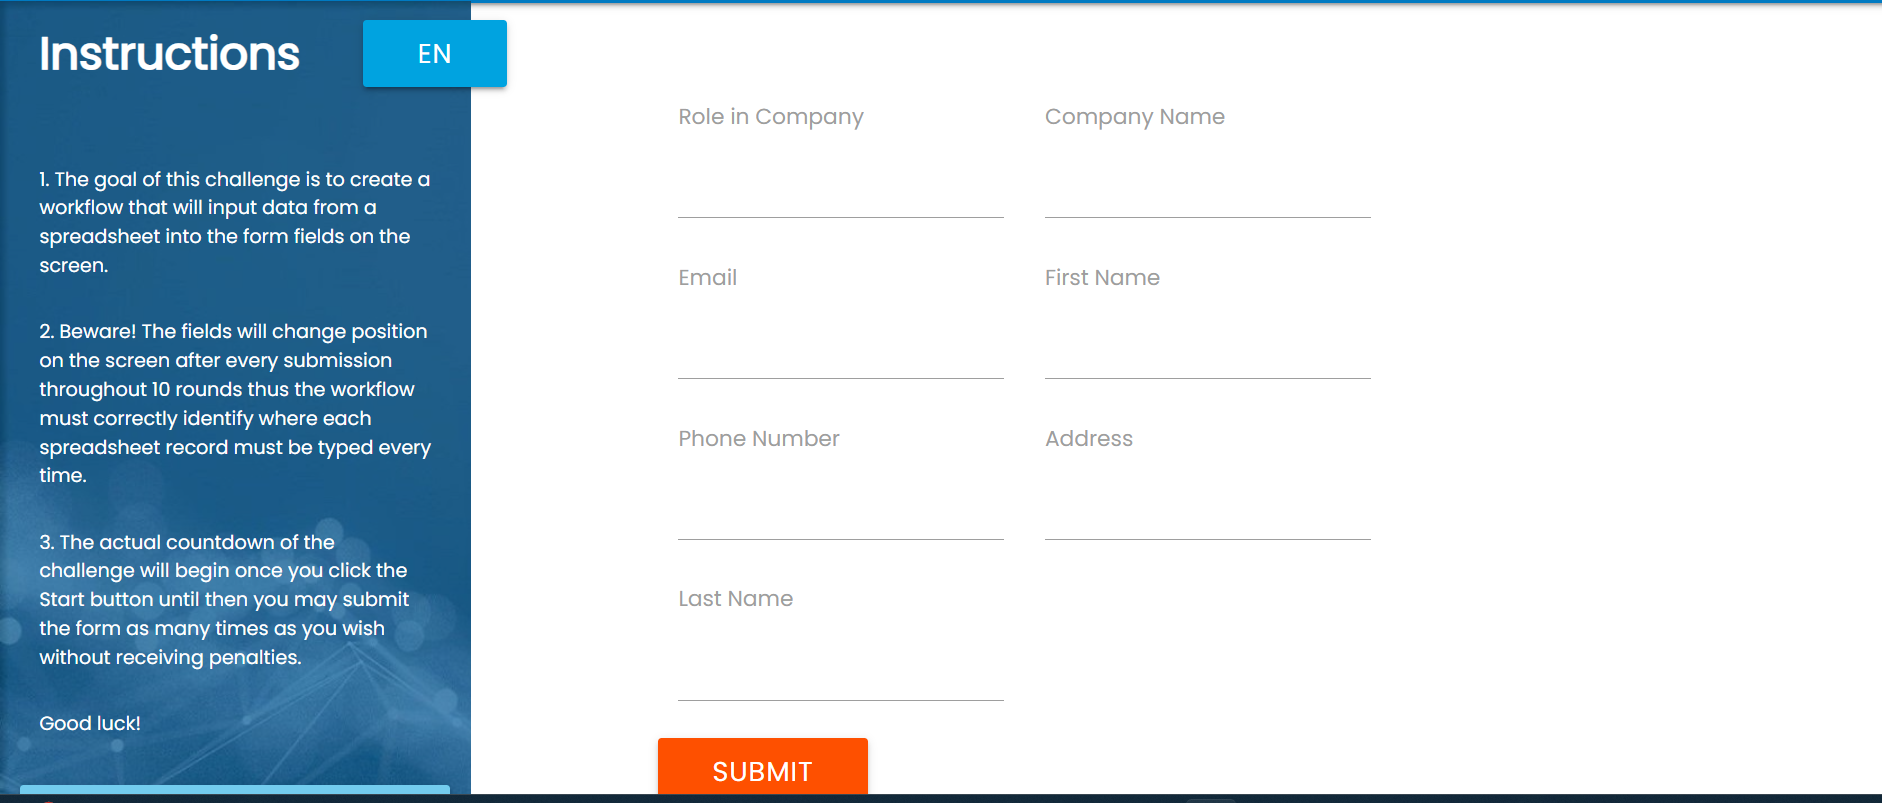 Instructions
EN
1. The goal of this challenge is to create a
workflow that will input data from a
spreadsheet into the form fields on the
screen.
2. Beware! The fields will change position
on the screen after every submission
throughout 10 rounds thus the workflow
must correctly identify where each
spreadsheet record must be typed every
time.
3. The actual countdown of the
challenge will begin once you click the
Start button until then you may submit
the form as many times as you wish
without receiving penalties.
Good luck!
Role in Company
Company Name
Email
First Name
Phone Number
Address
Last Name
SUBMIT